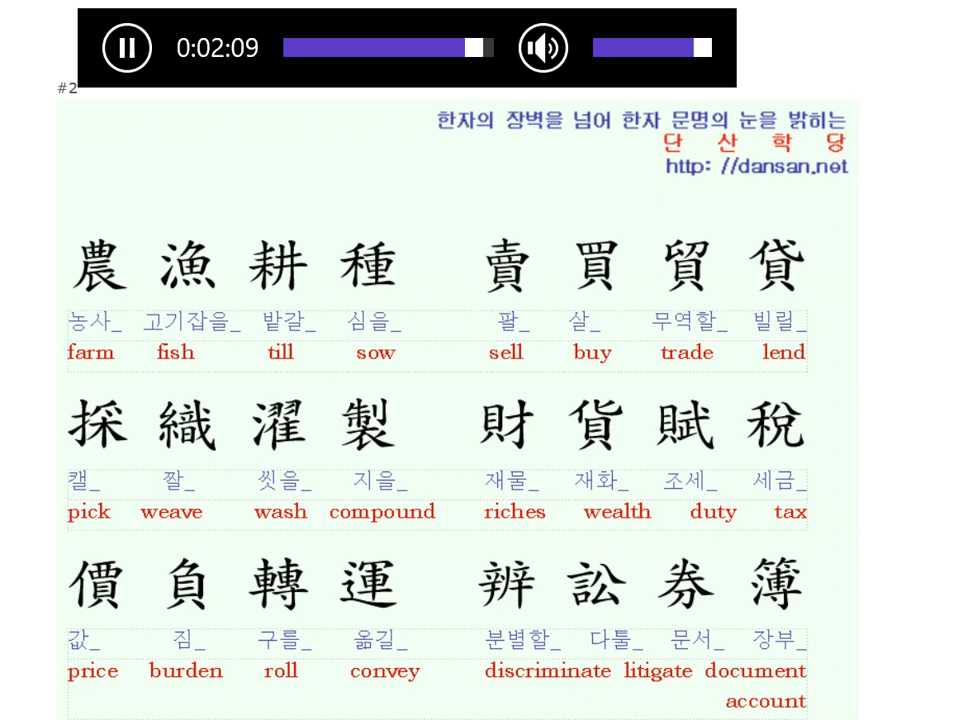 0:02:09
#2
한자의 장벽을 넘어 한자 문명의 눈을 밝히는
단 산 학 당
http: //dansan.net
農 漁 耕 種 賣 買 貿 貸
농사_ 고기잡을_ 밭갈_ 심을_ 팔_ 살_ 무역할_ 빌릴_
farm fish till sow sell buy trade lend
採 織 濯 製 財 貨 賦 稅
캘_ 짤_ 씻을_ 지을_ 재물_ 재화_ 조세_ 세금_
pick weave wash compound riches wealth duty tax
價 負 轉 運 辨 訟 券 簿
값_ 짐_ 구를_ 옮길_ 분별할_ 다툴_ 문서_ 장부_
price burden roll convey discriminate litigate document
account